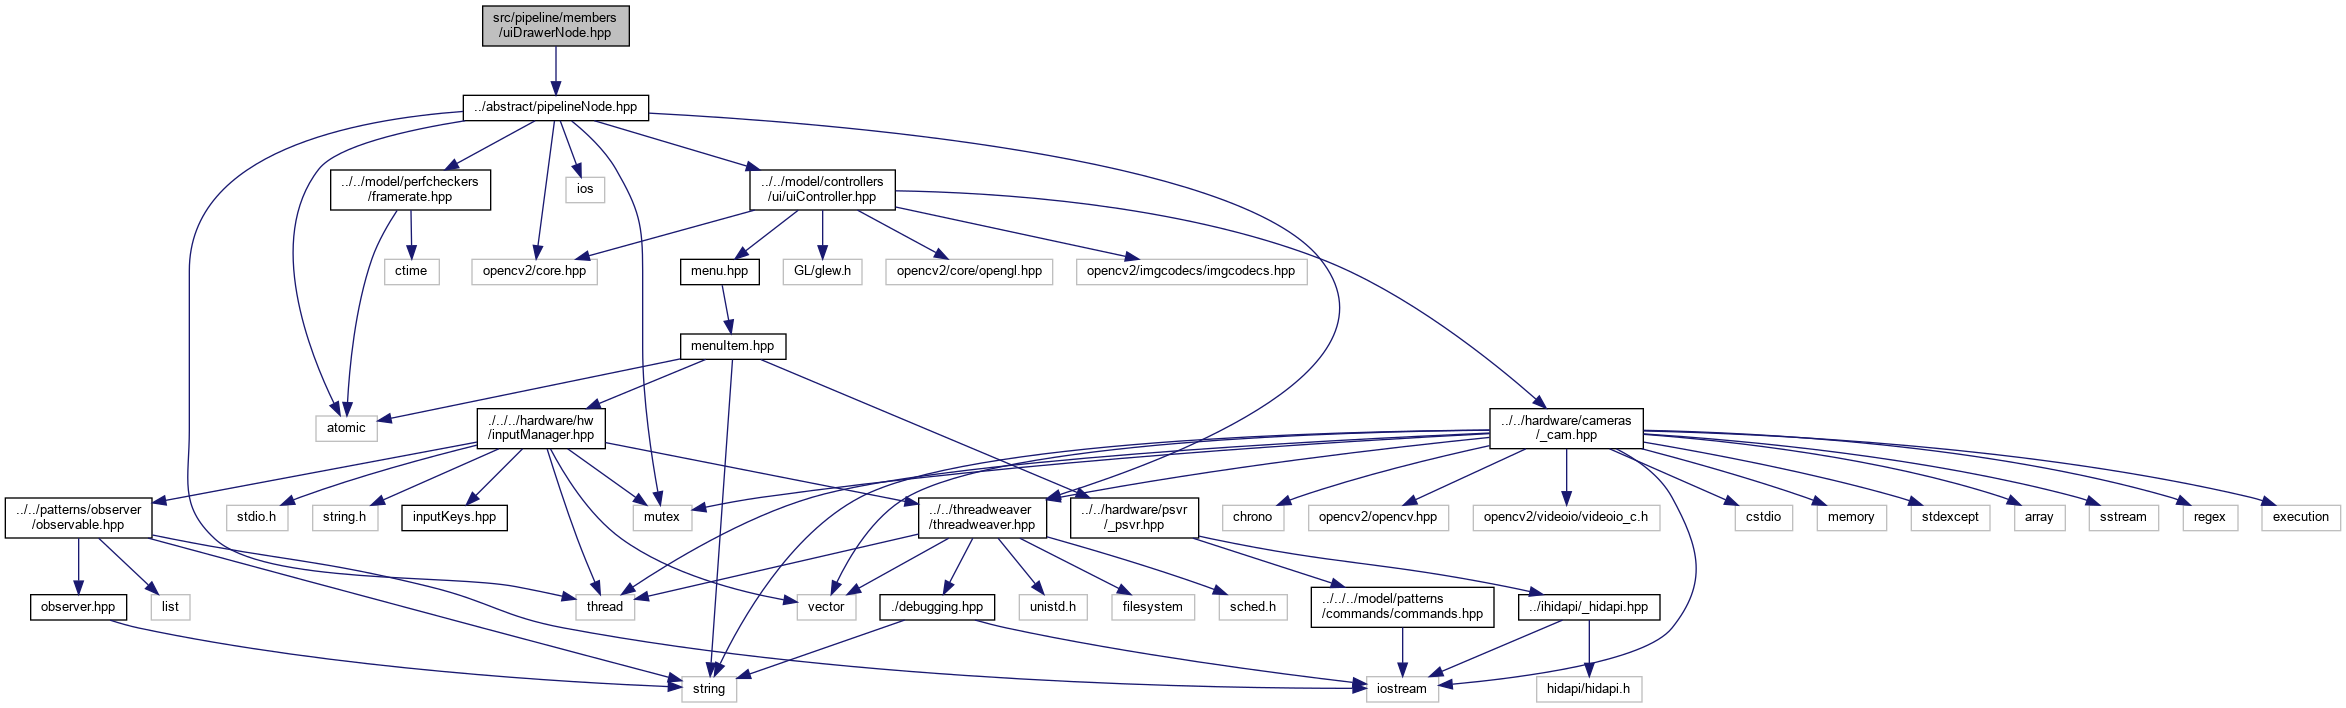 src/pipeline/members
/uiDrawerNode.hpp
../abstract/pipelineNode.hpp
../../model/perfcheckers
/framerate.hpp
ios
../../model/controllers
/ui/uiController.hpp
ctime
opencv2/core.hpp
menu.hpp
GL/glew.h
opencv2/core/opengl.hpp
opencv2/imgcodecs/imgcodecs.hpp
menuItem.hpp
atomic
./../../hardware/hw
/inputManager.hpp
../../hardware/cameras
/_cam.hpp
../../patterns/observer
/observable.hpp
stdio.h
string.h
inputKeys.hpp
mutex
../../threadweaver
/threadweaver.hpp
../../hardware/psvr
/_psvr.hpp
chrono
opencv2/opencv.hpp
opencv2/videoio/videoio_c.h
cstdio
memory
stdexcept
array
sstream
regex
execution
observer.hpp
list
thread
vector
./debugging.hpp
unistd.h
filesystem
sched.h
../../../model/patterns
/commands/commands.hpp
../ihidapi/_hidapi.hpp
string
iostream
hidapi/hidapi.h